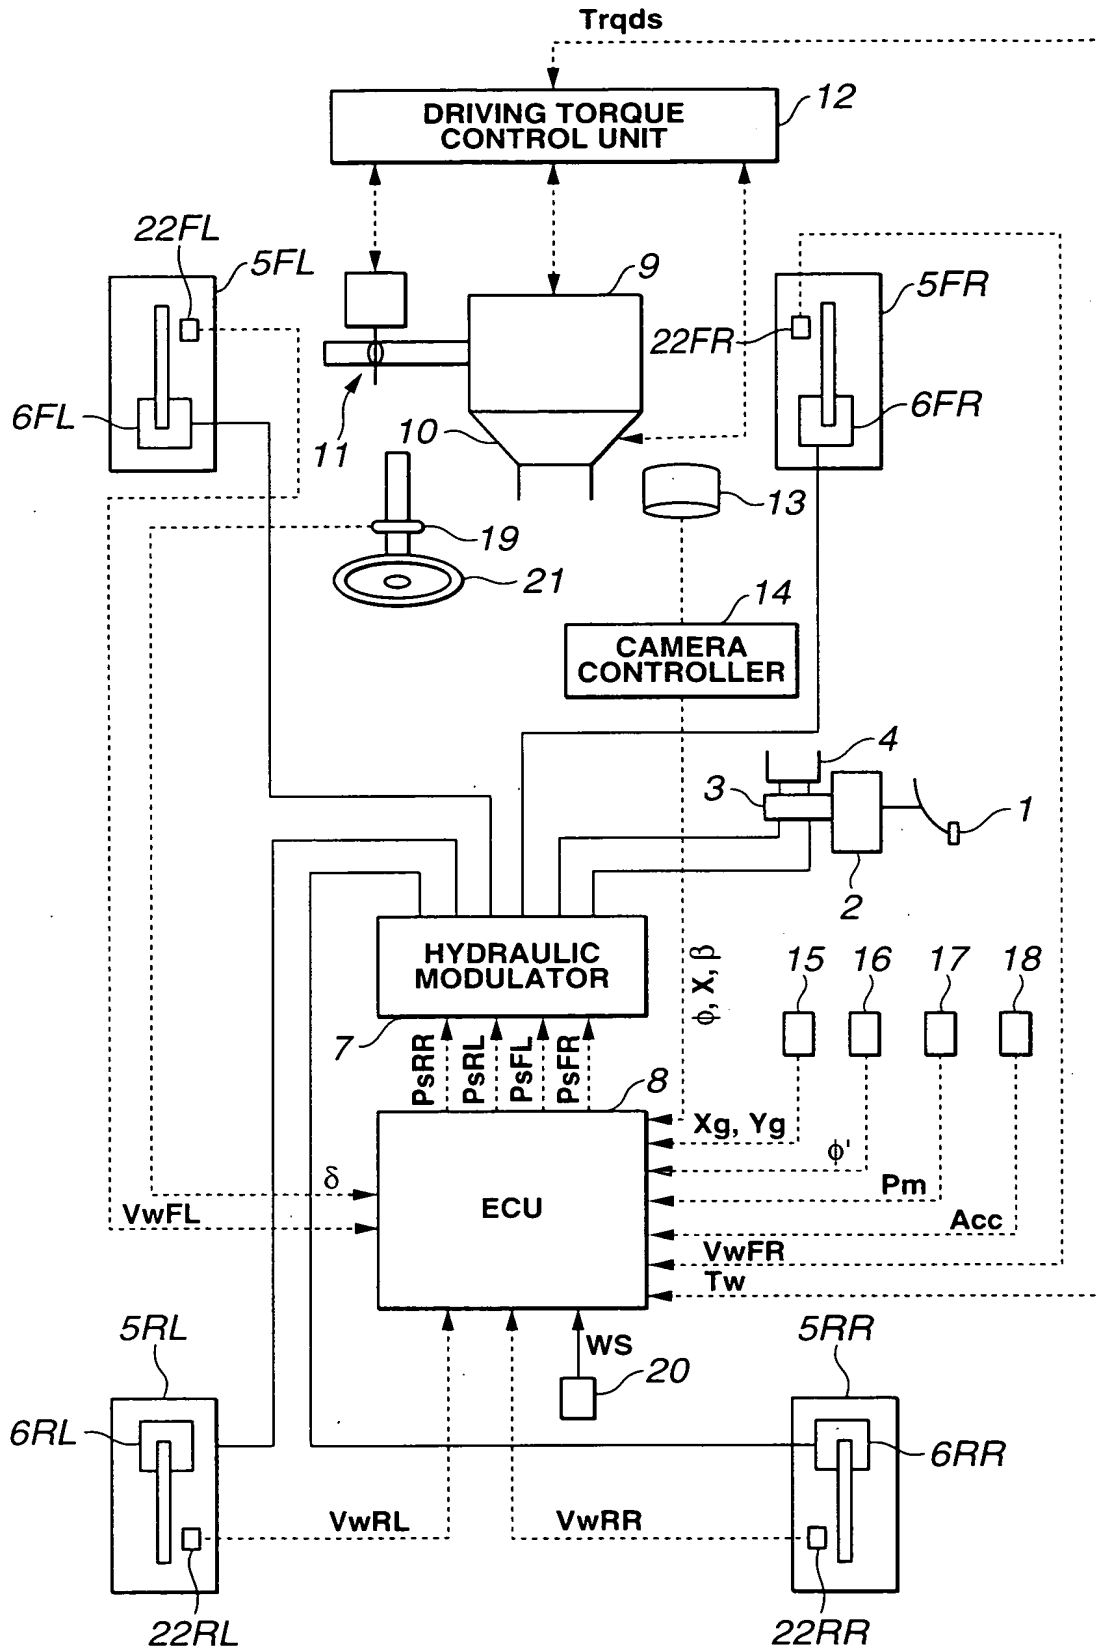 Trqds
DRIVING TORQUE
CONTROL UNIT
12
22FL
5FL
9
5FR
22FR
6FL
6FR
11
10
13
19
21
14
CAMERA
CONTROLLER
4
3
1
2
HYDRAULIC
MODULATOR
ϕ, X, β
15
16
17
18
7
PsRR
PsRL
PsFL
PsFR
8
Xg, Yg
ϕ'
δ
Pm
ECU
VwFL
Acc
VwFR
Tw
5RL
WS
5RR
20
6RL
6RR
VwRL
VwRR
22RL
22RR